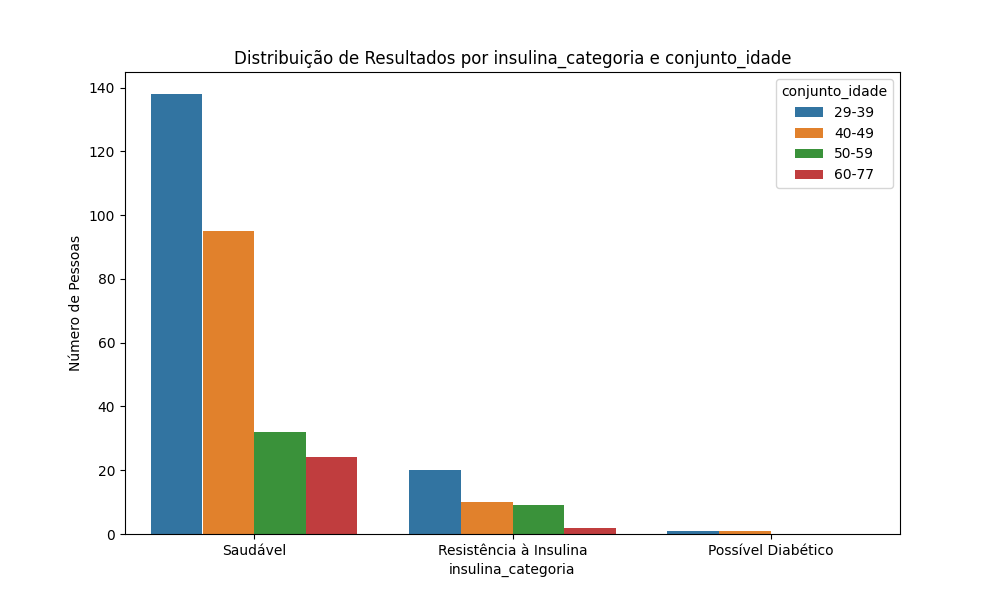 Distribuição de Resultados por insulina_categoria e conjunto_idade
conjunto_idade
29-39
40-49
50-59
60-77
Número de Pessoas
140
120
100
80
60
40
20
0
Saudável
Resistência à Insulina
Possível Diabético
insulina_categoria